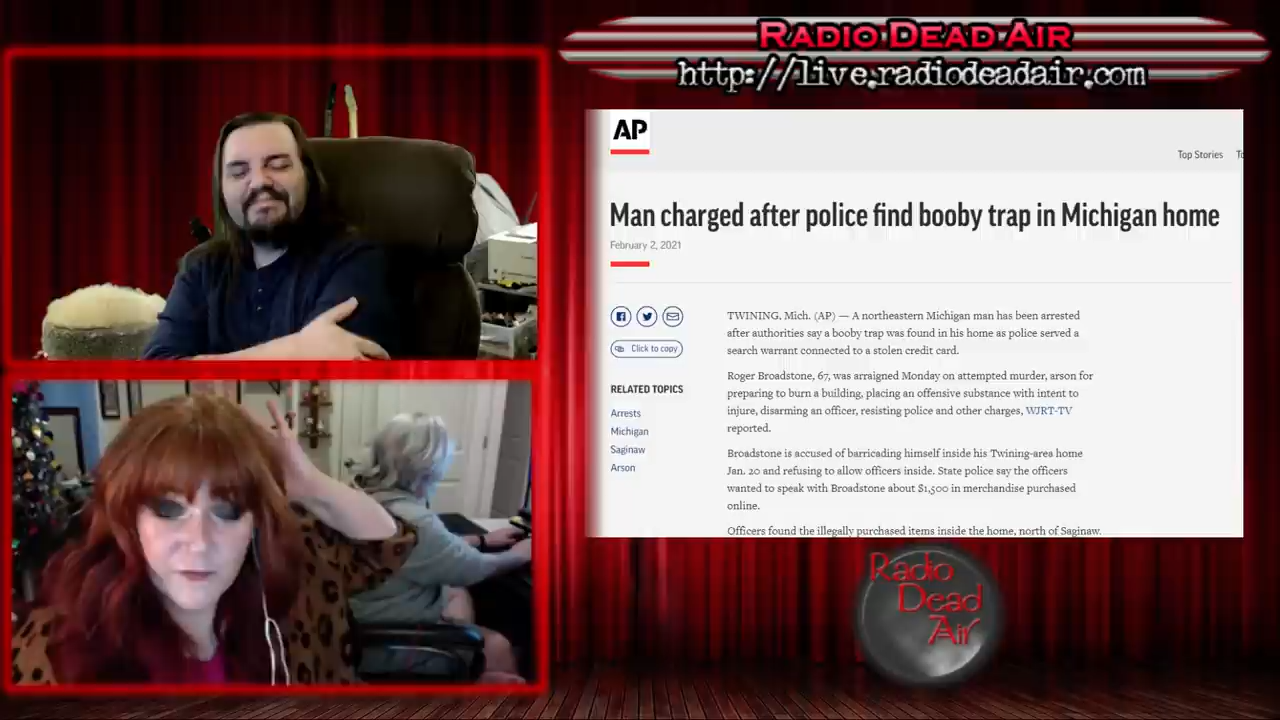 RADIO DEAD AIR
http://live.radiodeadair.com
AP
Top Stories
Man charged after police find booby trap in Michigan home
February 2, 2021
TWINING, Mich. (AP) — A northeastern Michigan man has been arrested
after authorities say a booby trap was found in his home as police served a
search warrant connected to a stolen credit card.
Click to copy
Roger Broadstone, 67, was arraigned Monday on attempted murder, arson for
preparing to burn a building, placing an offensive substance with intent to
injure, disarming an officer, resisting police and other charges, WJRT-TV
reported.
RELATED TOPICS
Arrests
Michigan
Saginaw
Arson
Broadstone is accused of barricading himself inside his Twining-area home
Jan. 20 and refusing to allow officers inside. State police say the officers
wanted to speak with Broadstone about $1,500 in merchandise purchased
online.
Officers found the illegally purchased items inside the home, north of Saginaw.
Radio
Dead
Air